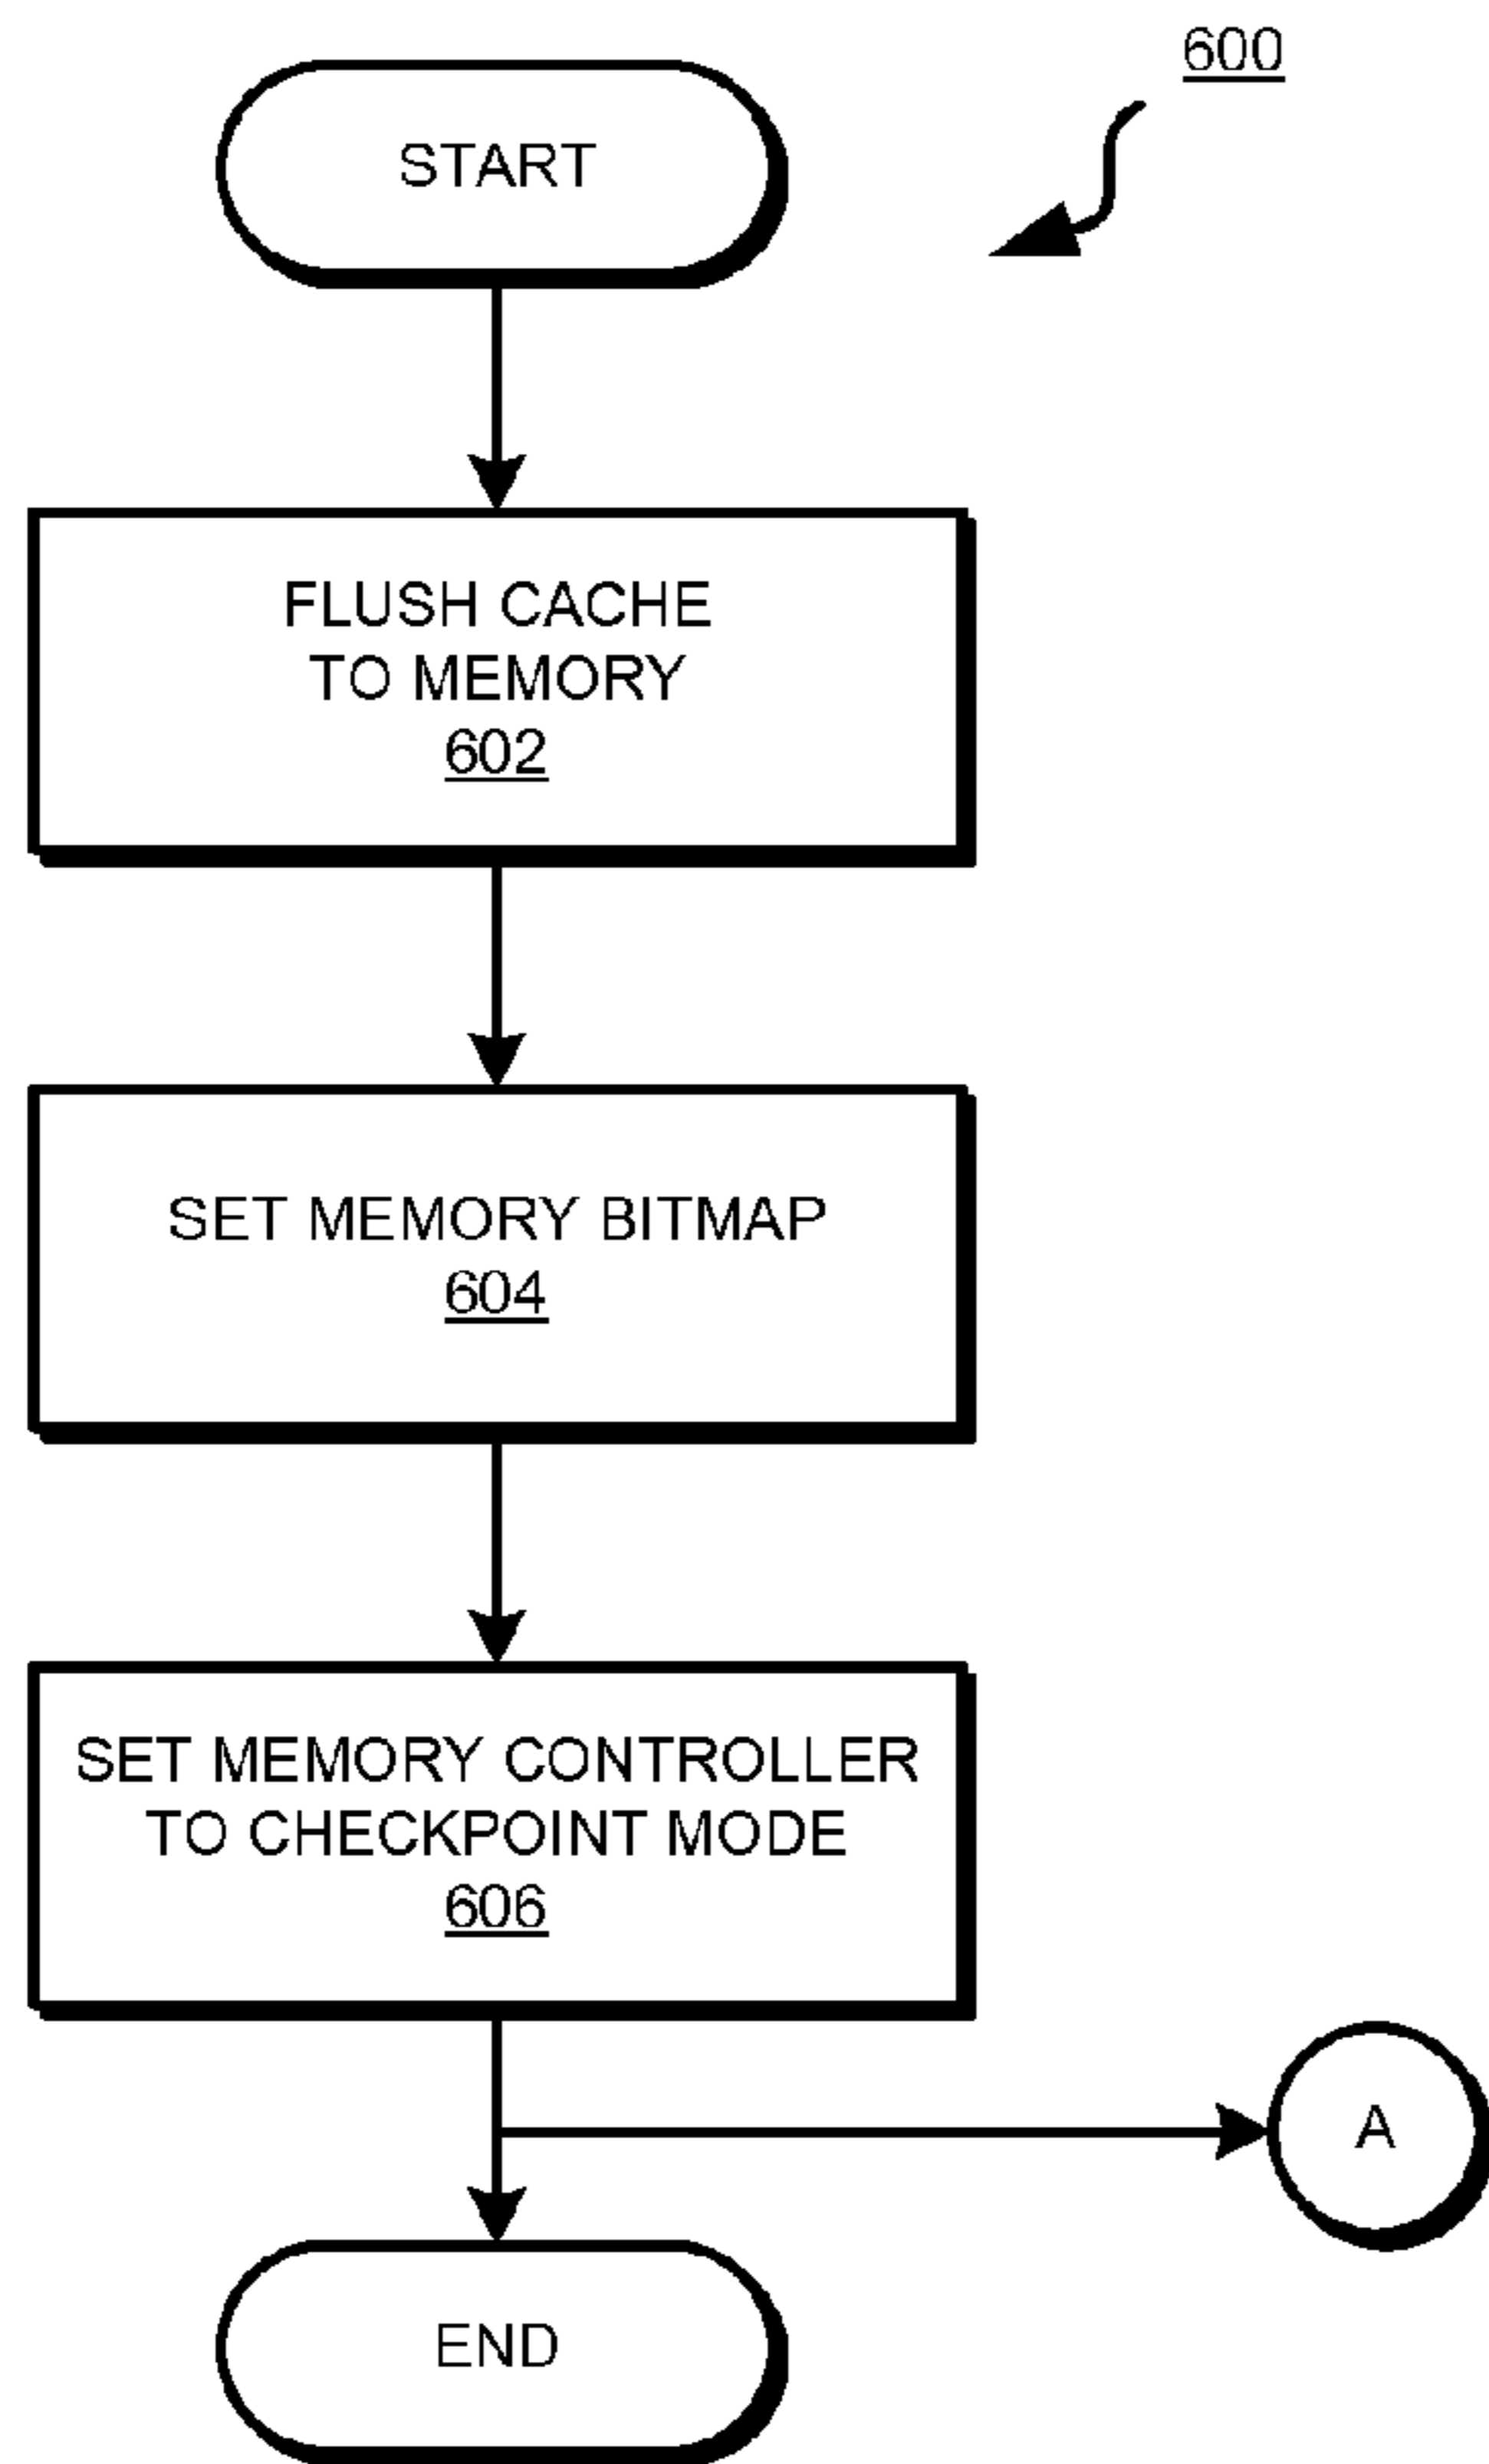 600
START
FLUSH CACHE
TO MEMORY
602
SET MEMORY BITMAP
604
SET MEMORY CONTROLLER
TO CHECKPOINT MODE
606
A
END